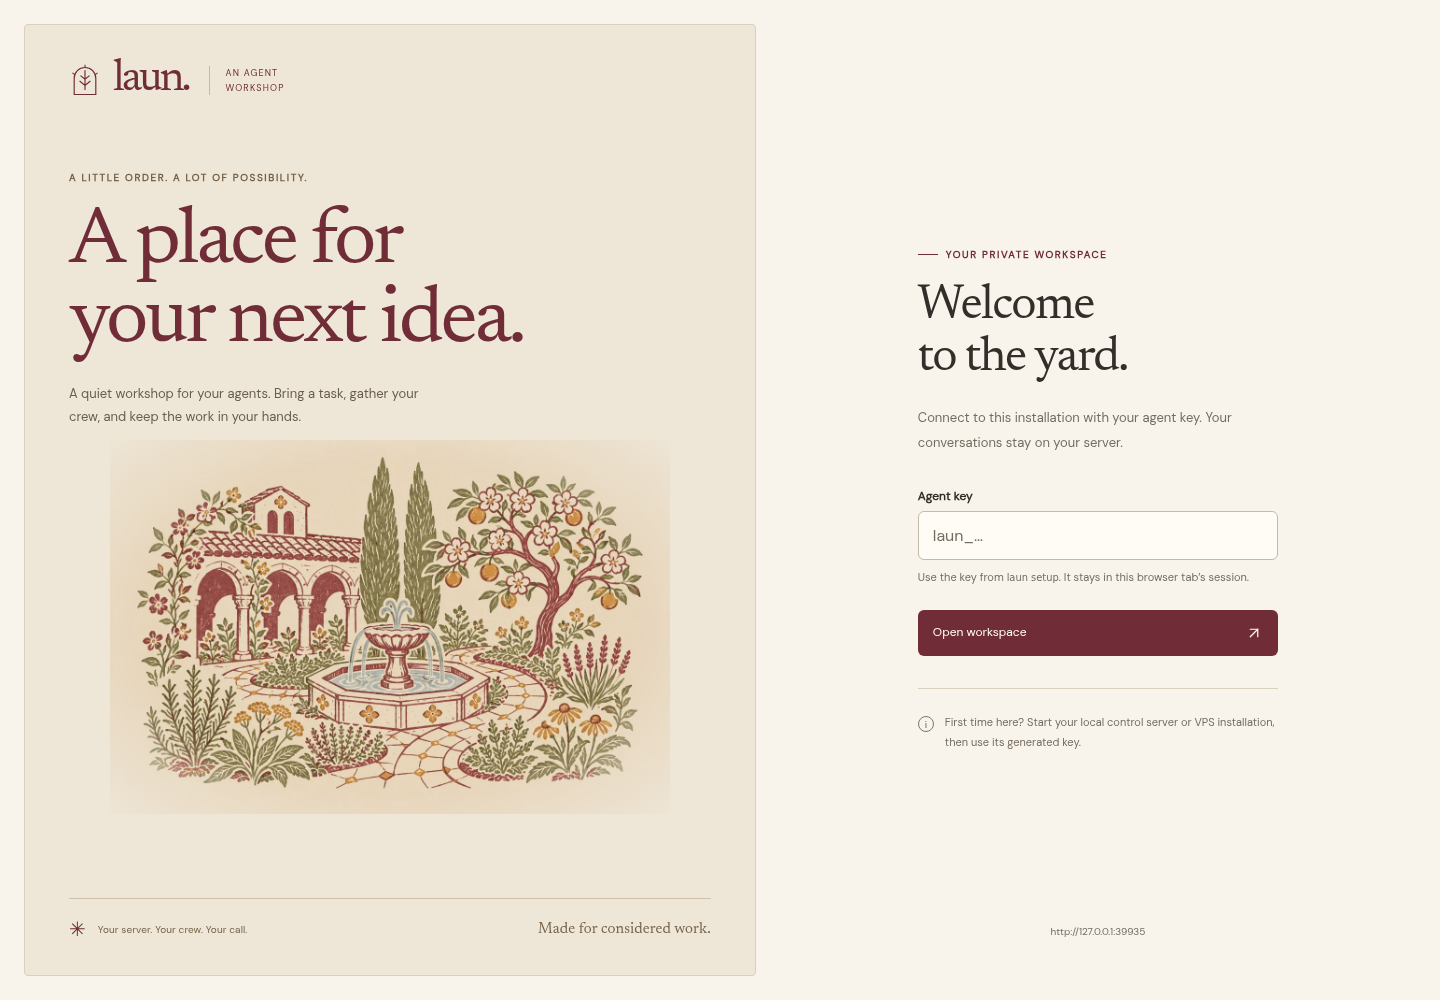 laun.
AN AGENT
WORKSHOP
A LITTLE ORDER. A LOT OF POSSIBILITY.
A place for
your next idea.
A quiet workshop for your agents. Bring a task, gather your
crew, and keep the work in your hands.
Your server. Your crew. Your call.
Made for considered work.
YOUR PRIVATE WORKSPACE
Welcome
to the yard.
Connect to this installation with your agent key. Your
conversations stay on your server.
Agent key
laun_...
Use the key from laun setup. It stays in this browser tab's session.
Open workspace
First time here? Start your local control server or VPS installation,
then use its generated key.
http://127.0.0.1:39935